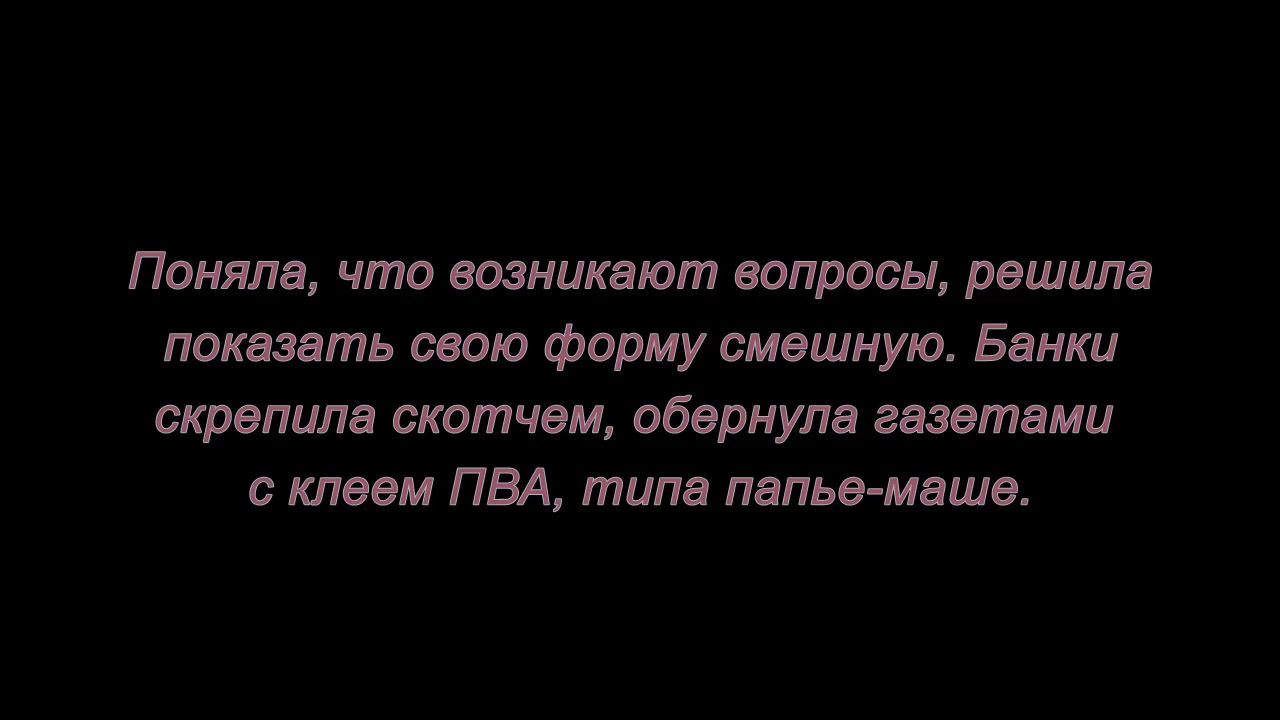 Поняла, что возникают вопросы, решила
показать свою форму смешную. Банки
скрепила скотчем, обернула газетами
с клеем ПВА, типа папье-маше.